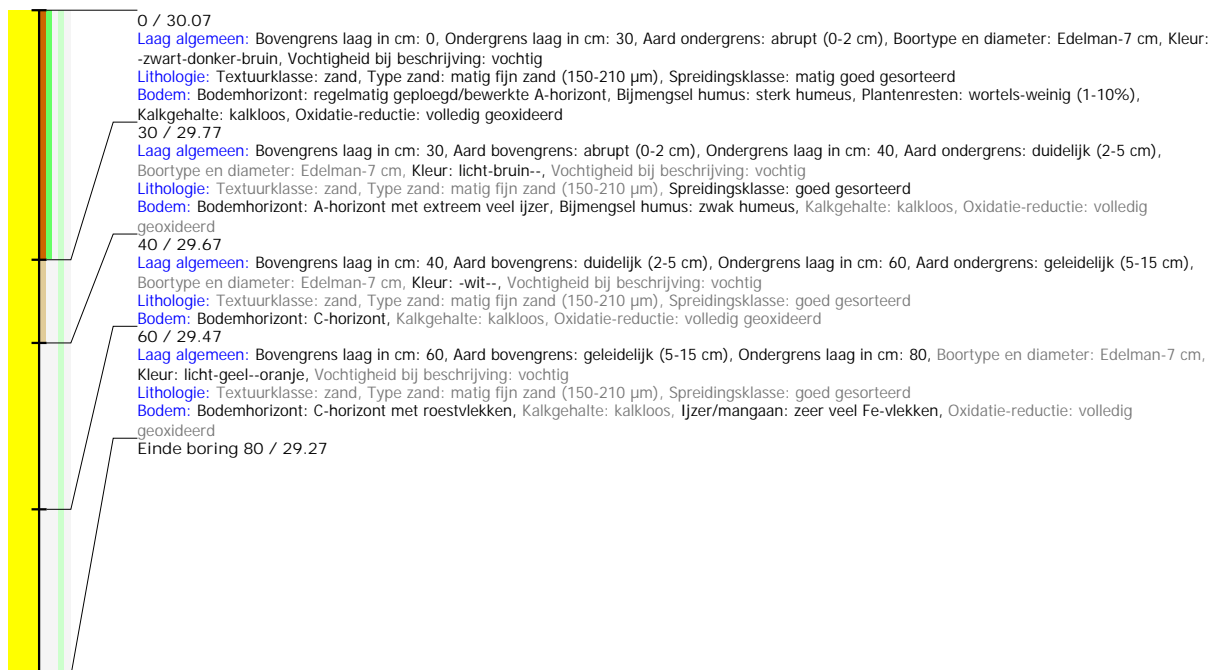 0 / 30.07
Laag algemeen: Bovengrens laag in cm: 0, Ondergrens laag in cm: 30, Aard ondergrens: abrupt (0-2 cm), Boortype en diameter: Edelman-7 cm, Kleur:
-zwart-donker-bruin, Vochtigheid bij beschrijving: vochtig
Lithologie: Textuurklasse: zand, Type zand: matig fijn zand (150-210 µm), Spreidingsklasse: matig goed gesorteerd
Bodem: Bodemhorizont: regelmatig geploegd/bewerkte A-horizont, Bijmengsel humus: sterk humeus, Plantenresten: wortels-weinig (1-10%),
Kalkgehalte: kalkloos, Oxidatie-reductie: volledig geoxideerd
30 / 29.77
Laag algemeen: Bovengrens laag in cm: 30, Aard bovengrens: abrupt (0-2 cm), Ondergrens laag in cm: 40, Aard ondergrens: duidelijk (2-5 cm),
Boortype en diameter: Edelman-7 cm, Kleur: licht-bruin--, Vochtigheid bij beschrijving: vochtig
Lithologie: Textuurklasse: zand, Type zand: matig fijn zand (150-210 µm), Spreidingsklasse: goed gesorteerd
Bodem: Bodemhorizont: A-horizont met extreem veel ijzer, Bijmengsel humus: zwak humeus, Kalkgehalte: kalkloos, Oxidatie-reductie: volledig
geoxideerd
40 / 29.67
Laag algemeen: Bovengrens laag in cm: 40, Aard bovengrens: duidelijk (2-5 cm), Ondergrens laag in cm: 60, Aard ondergrens: geleidelijk (5-15 cm),
Boortype en diameter: Edelman-7 cm, Kleur: -wit--, Vochtigheid bij beschrijving: vochtig
Lithologie: Textuurklasse: zand, Type zand: matig fijn zand (150-210 µm), Spreidingsklasse: goed gesorteerd
Bodem: Bodemhorizont: C-horizont, Kalkgehalte: kalkloos, Oxidatie-reductie: volledig geoxideerd
60 / 29.47
Laag algemeen: Bovengrens laag in cm: 60, Aard bovengrens: geleidelijk (5-15 cm), Ondergrens laag in cm: 80, Boortype en diameter: Edelman-7 cm,
Kleur: licht-geel--oranje, Vochtigheid bij beschrijving: vochtig
Lithologie: Textuurklasse: zand, Type zand: matig fijn zand (150-210 µm), Spreidingsklasse: goed gesorteerd
Bodem: Bodemhorizont: C-horizont met roestvlekken, Kalkgehalte: kalkloos, Ijzer/mangaan: zeer veel Fe-vlekken, Oxidatie-reductie: volledig
geoxideerd
Einde boring 80 / 29.27